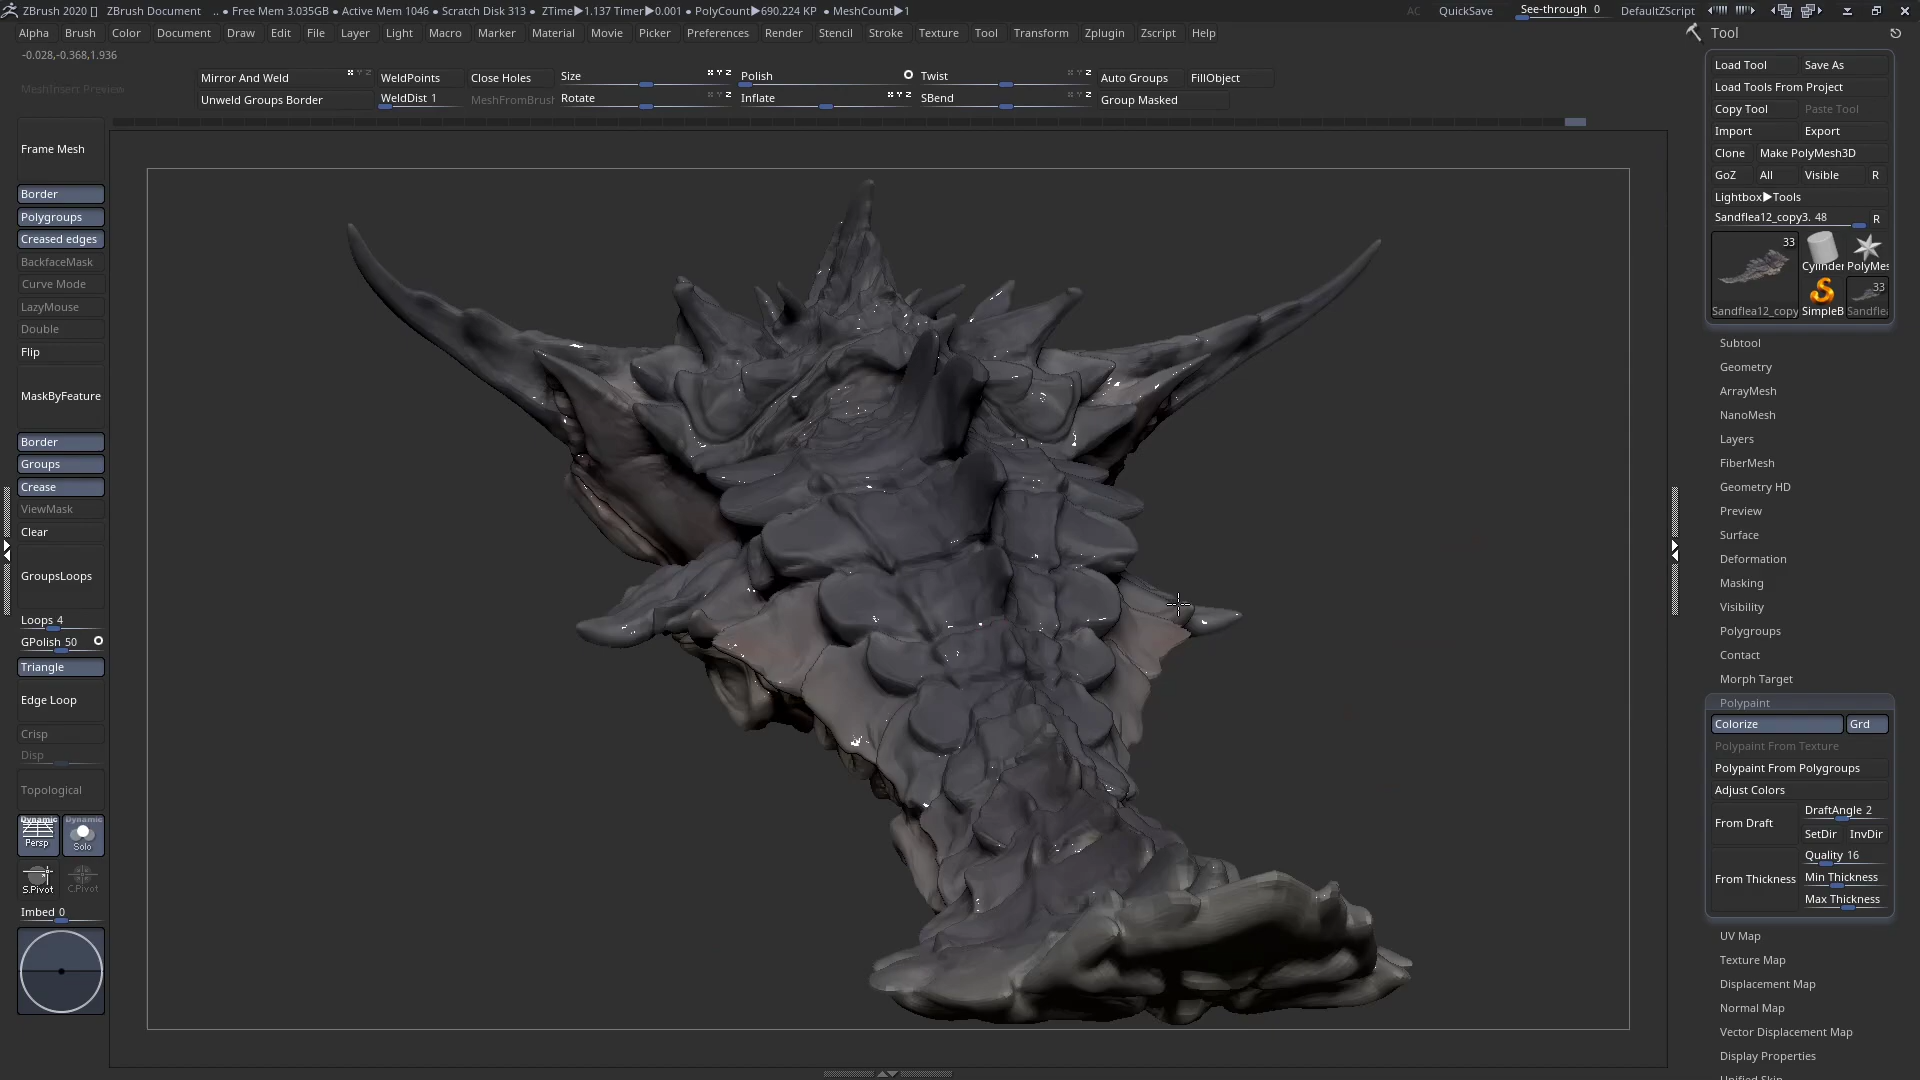 ZBrush 2020 [] ZBrush Document .. ● Free Mem 3.035GB ● Active Mem 1046 ● Scratch Disk 313 ● ZTime▶1.137 Timer▶0.001 ● PolyCount▶690.224 KP ● MeshCount▶1 AC QuickSave See-through 0 DefaultZScript
Alpha Brush Color Document Draw Edit File Layer Light Macro Marker Material Movie Picker Preferences Render Stencil Stroke Texture Tool Transform Zplugin Zscript Help
-0.028,-0.368,1.936
MeshInsert Preview
Mirror And Weld WeldPoints Close Holes Size Polish Twist Auto Groups FillObject
Unweld Groups Border WeldDist 1 MeshFromBrush Rotate Inflate SBend Group Masked
Frame Mesh
Border
Polygroups
Creased edges
BackfaceMask
Curve Mode
LazyMouse
Double
Flip
MaskByFeature
Border
Groups
Crease
ViewMask
Clear
GroupsLoops
Loops 4
GPolish 50
Triangle
Edge Loop
Crisp
Disp
Topological
Dynamic Dynamic
Persp Solo
S.Pivot C.Pivot
Imbed 0
Tool
Load Tool Save As
Load Tools From Project
Copy Tool Paste Tool
Import Export
Clone Make PolyMesh3D
GoZ All Visible R
Lightbox▶Tools
Sandflea12_copy3. 48 R
33
Cylinder PolyMes
33
Sandflea12_copy SimpleB Sandflea
Subtool
Geometry
ArrayMesh
NanoMesh
Layers
FiberMesh
Geometry HD
Preview
Surface
Deformation
Masking
Visibility
Polygroups
Contact
Morph Target
Polypaint
Colorize Grd
Polypaint From Texture
Polypaint From Polygroups
Adjust Colors
From Draft DraftAngle 2
SetDir InvDir
Quality 16
From Thickness Min Thickness
Max Thickness
UV Map
Texture Map
Displacement Map
Normal Map
Vector Displacement Map
Display Properties
Unified Skin